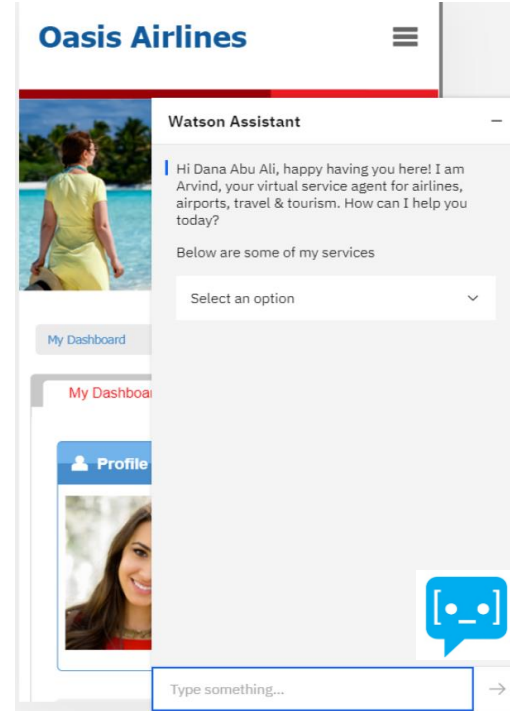 Oasis Airlines
Watson Assistant
Hi Dana Abu Ali, happy having you here! I am
Arvind, your virtual service agent for airlines,
airports, travel & tourism. How can I help you
today?
Below are some of my services
Select an option
My Dashboard
My Dashboa
Profile
Type something...